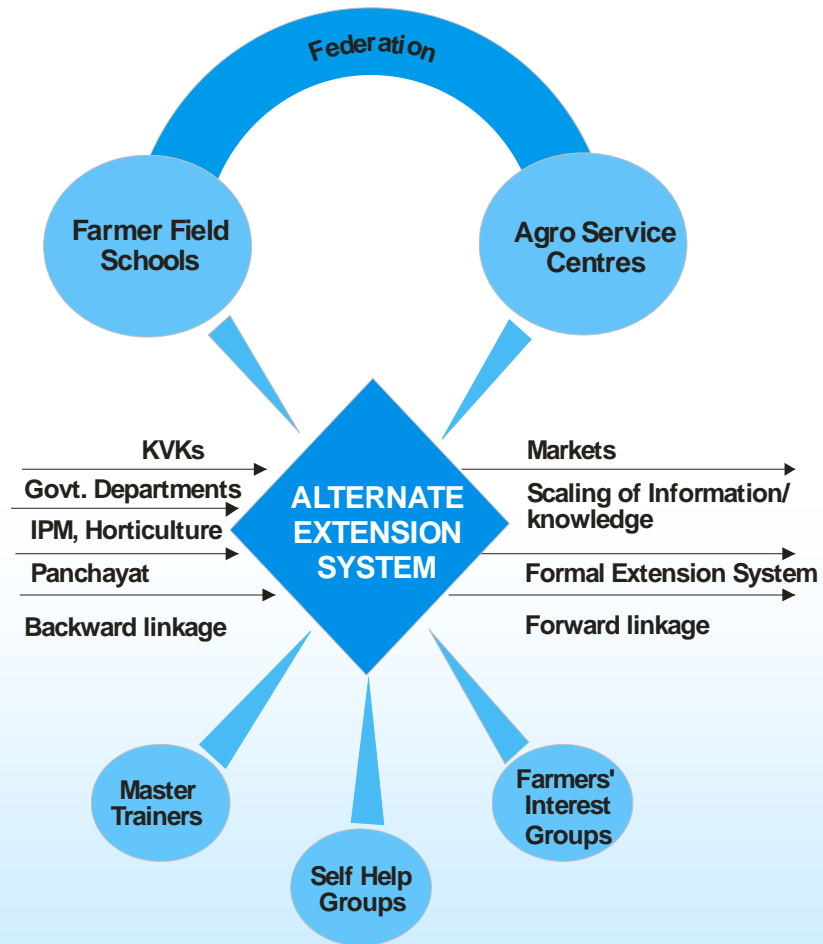 Federation
Farmer Field
Schools
Agro Service
Centres
KVKs
Govt. Departments
IPM, Horticulture
Panchayat
Backward linkage
ALTERNATE
EXTENSION
SYSTEM
Markets
Scaling of Information/
knowledge
Formal Extension System
Forward linkage
Master
Trainers
Self Help
Groups
Farmers'
Interest
Groups